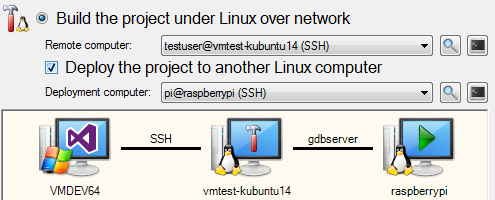 Build the project under Linux over network
Remote computer: testuser@vmtest-kubuntu14 (SSH)
Deploy the project to another Linux computer
Deployment computer: pi@raspberrypi (SSH)
SSH gdbserver
VMDEV64 vmtest-kubuntu14 raspberrypi